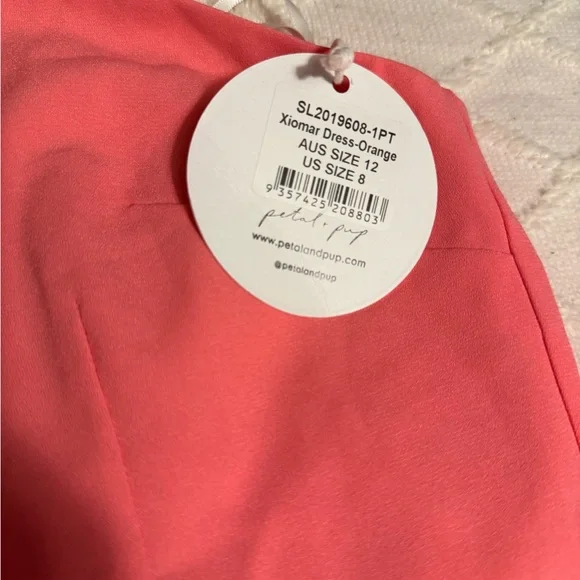 SL2019608-1PT
Xiomar Dress-Orange
AUS SIZE 12
US SIZE 8
9 357425 208803
petal + pup
www.petalandpup.com
@petalandpup